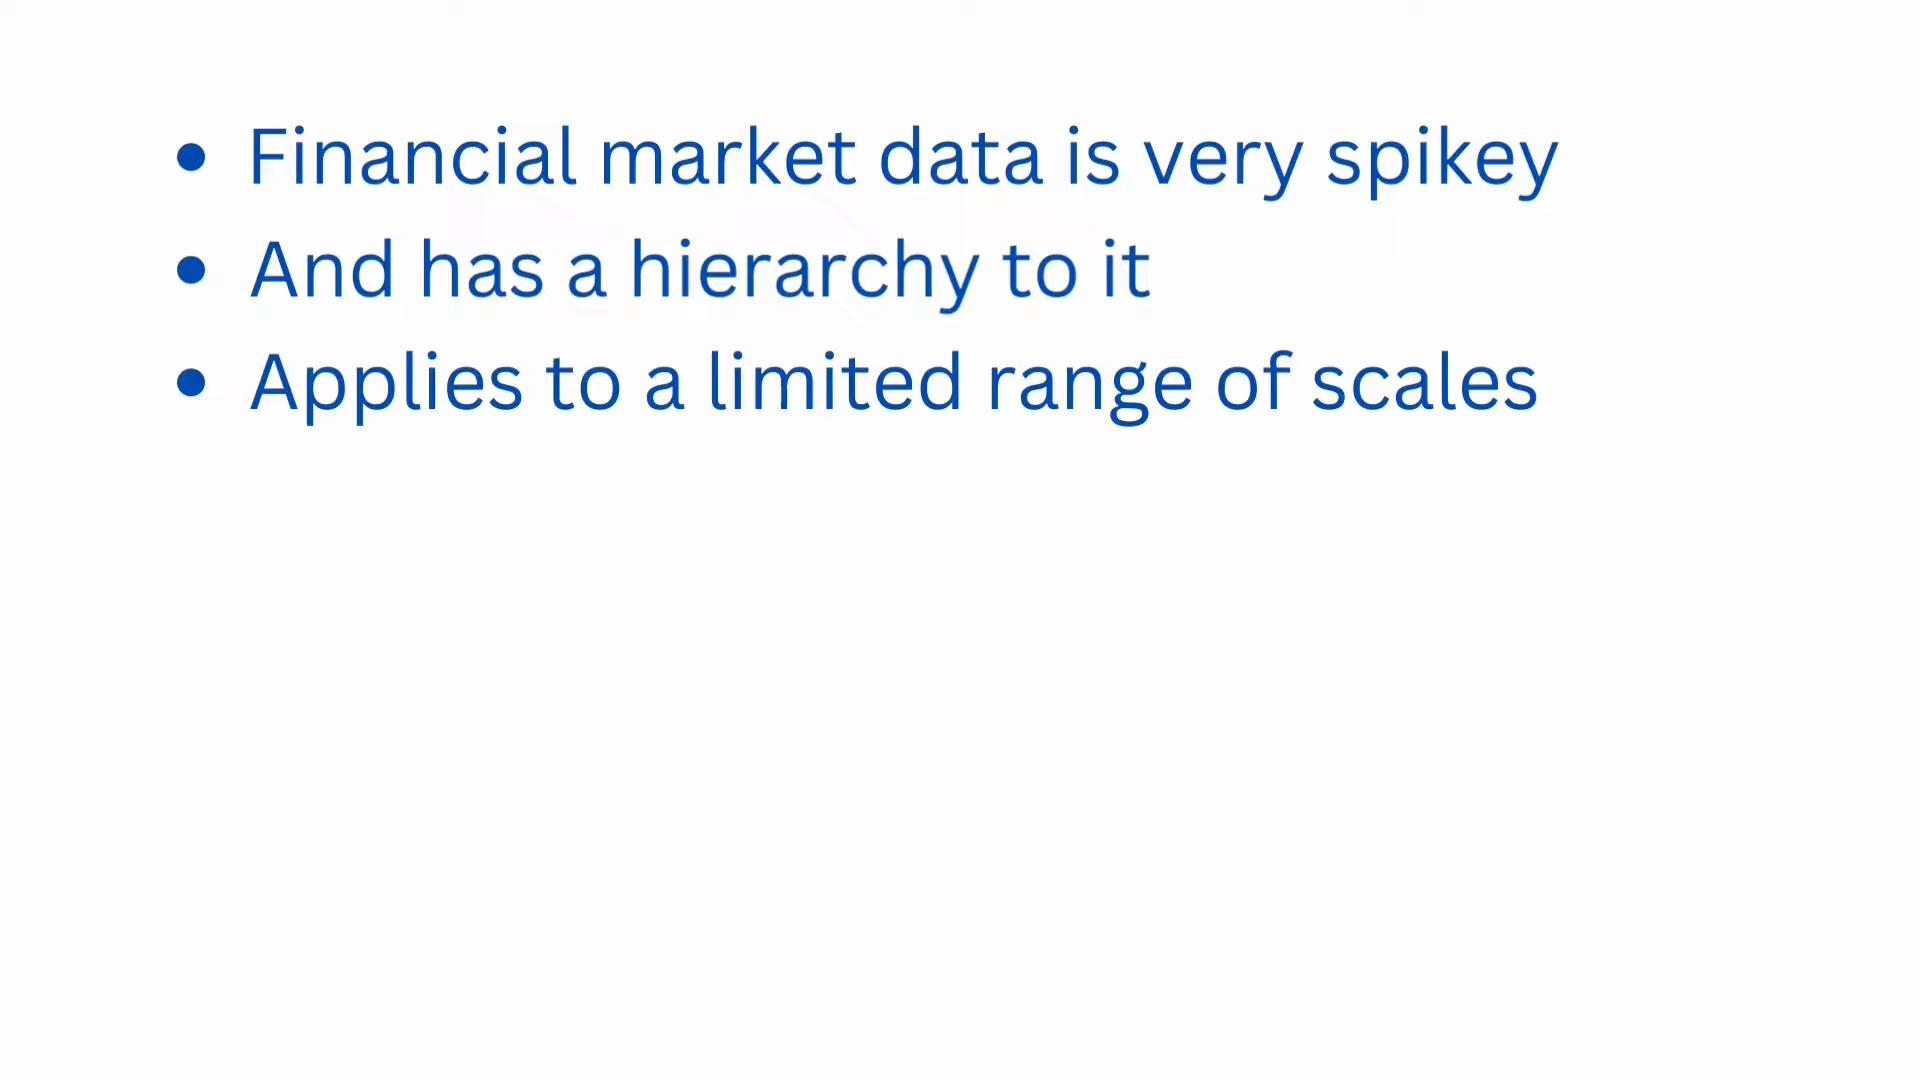 • Financial market data is very spikey
• And has a hierarchy to it
• Applies to a limited range of scales